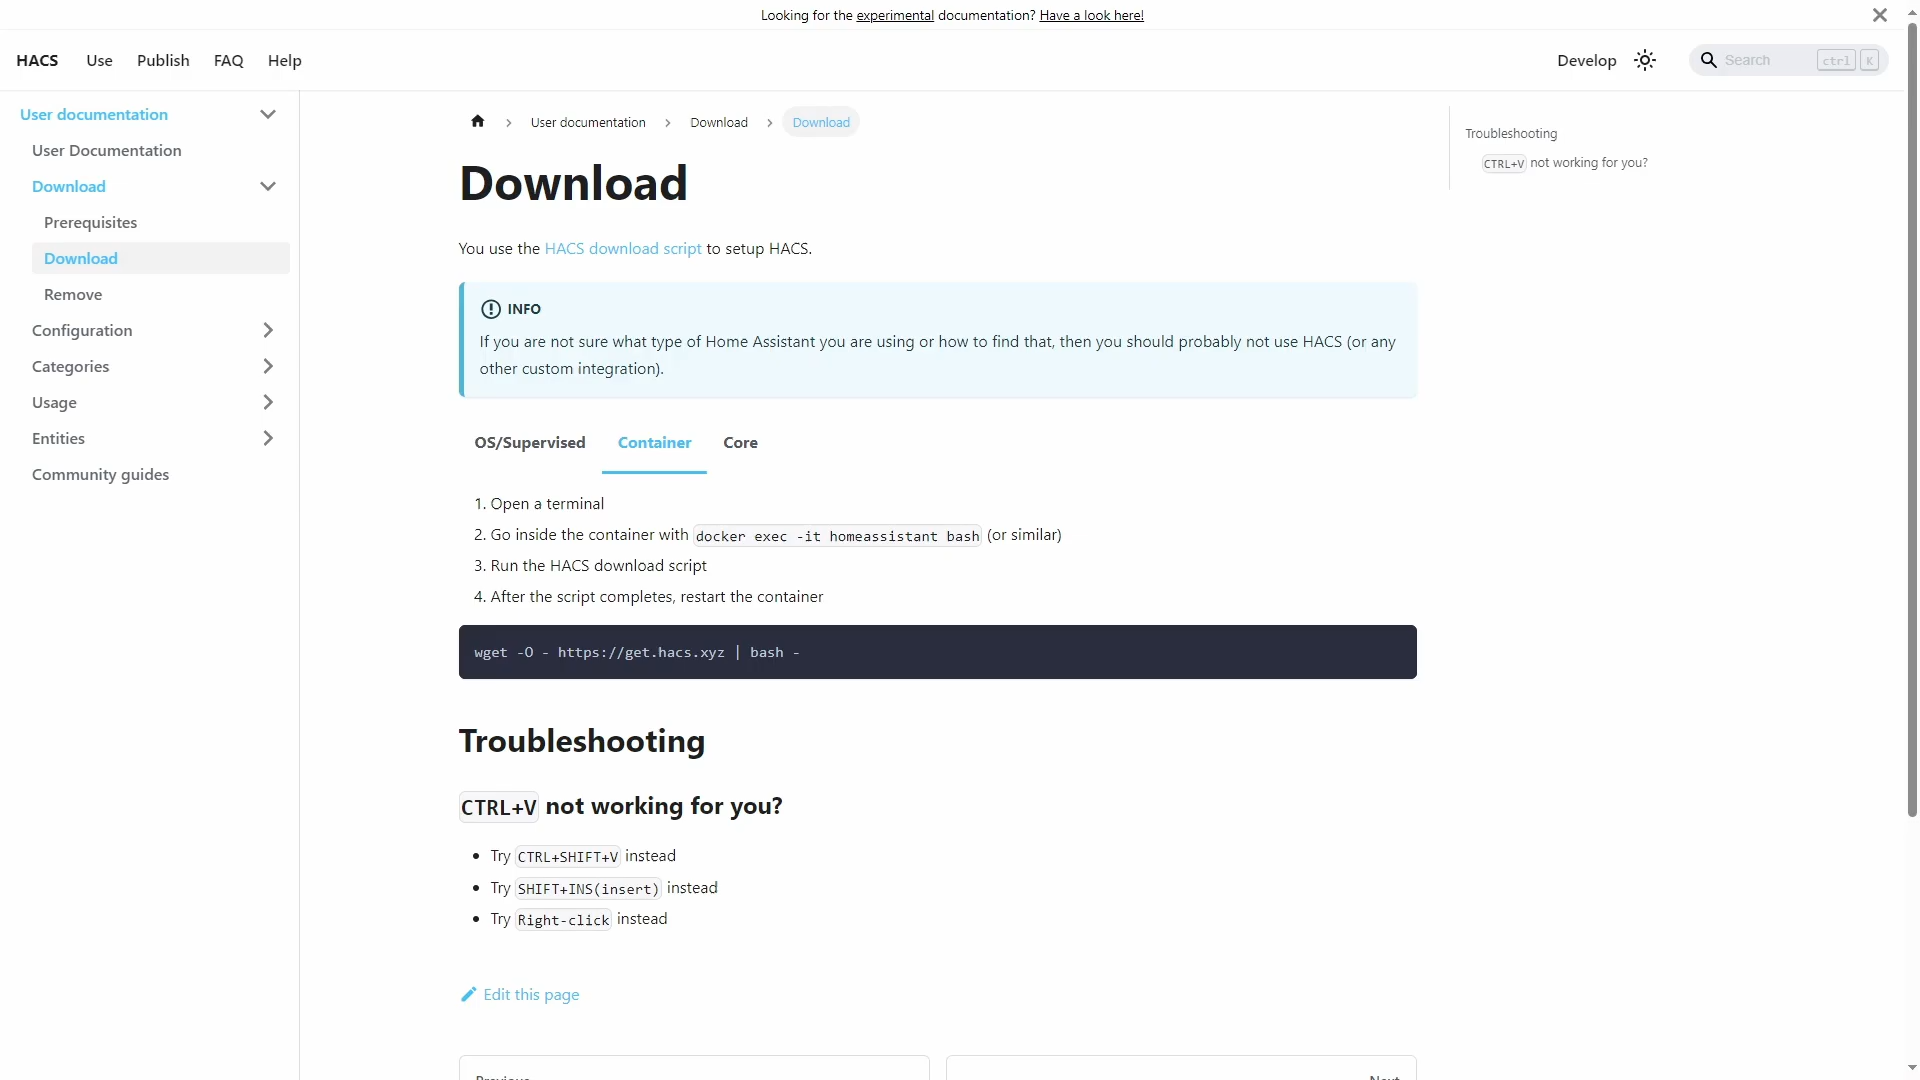 Looking for the experimental documentation? Have a look here!
HACS Use Publish FAQ Help Develop Search ctrl K
User documentation
User Documentation
Download
Prerequisites
Download
Remove
Configuration
Categories
Usage
Entities
Community guides
User documentation Download Download
Download
You use the HACS download script to setup HACS.
INFO
If you are not sure what type of Home Assistant you are using or how to find that, then you should probably not use HACS (or any
other custom integration).
OS/Supervised Container Core
1. Open a terminal
2. Go inside the container with docker exec -it homeassistant bash (or similar)
3. Run the HACS download script
4. After the script completes, restart the container
wget -O - https://get.hacs.xyz | bash -
Troubleshooting
CTRL+V not working for you?
• Try CTRL+SHIFT+V instead
• Try SHIFT+INS(insert) instead
• Try Right-click instead
Edit this page
Previous Next
Troubleshooting
CTRL+V not working for you?